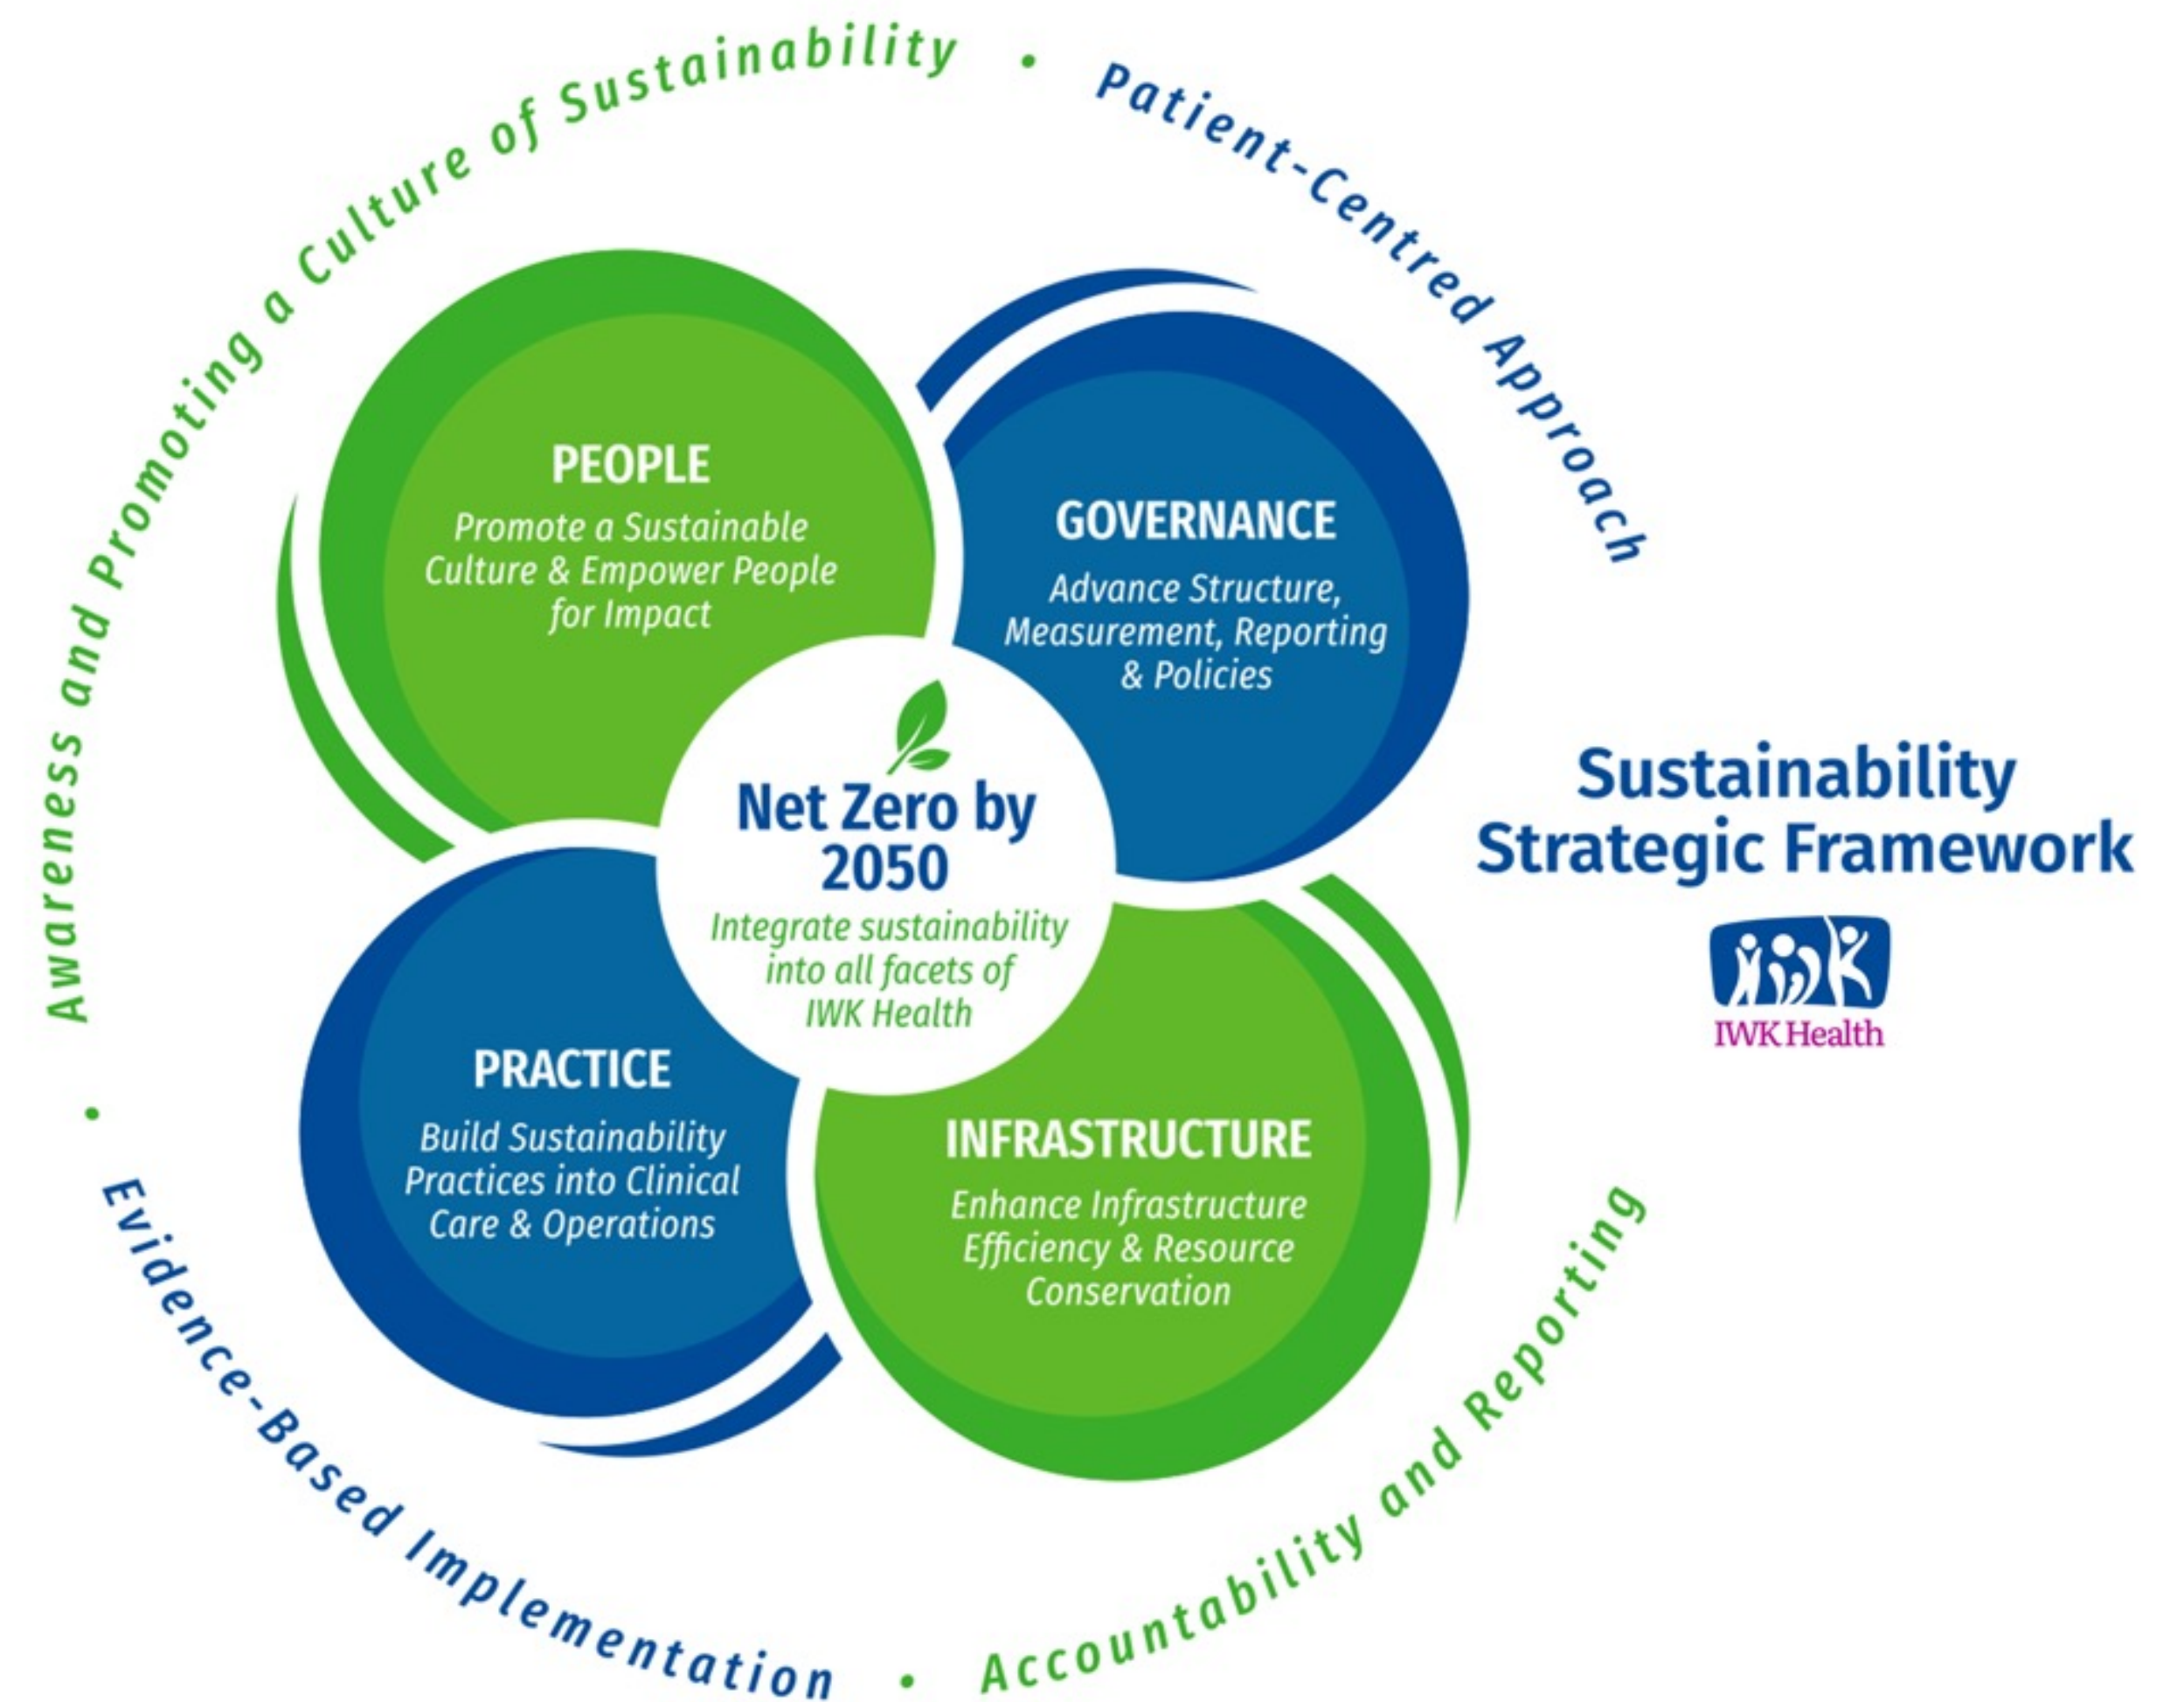 Awareness and Promoting a Culture of Sustainability • Patient-Centred Approach
PEOPLE
Promote a Sustainable
Culture & Empower People
for Impact
GOVERNANCE
Advance Structure,
Measurement, Reporting
& Policies
Net Zero by
2050
Integrate sustainability
into all facets of
IWK Health
PRACTICE
Build Sustainability
Practices into Clinical
Care & Operations
INFRASTRUCTURE
Enhance Infrastructure
Efficiency & Resource
Conservation
• Evidence-Based Implementation • Accountability and Reporting
Sustainability
Strategic Framework
IWK
IWK Health